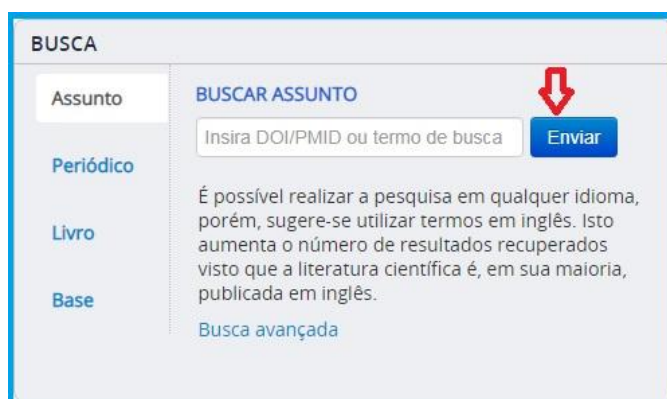 BUSCA
Assunto
Periódico
Livro
Base
BUSCAR ASSUNTO
Insira DOI/PMID ou termo de busca
Enviar
É possível realizar a pesquisa em qualquer idioma,
porém, sugere-se utilizar termos em inglês. Isto
aumenta o número de resultados recuperados
visto que a literatura científica é, em sua maioria,
publicada em inglês.
Busca avançada